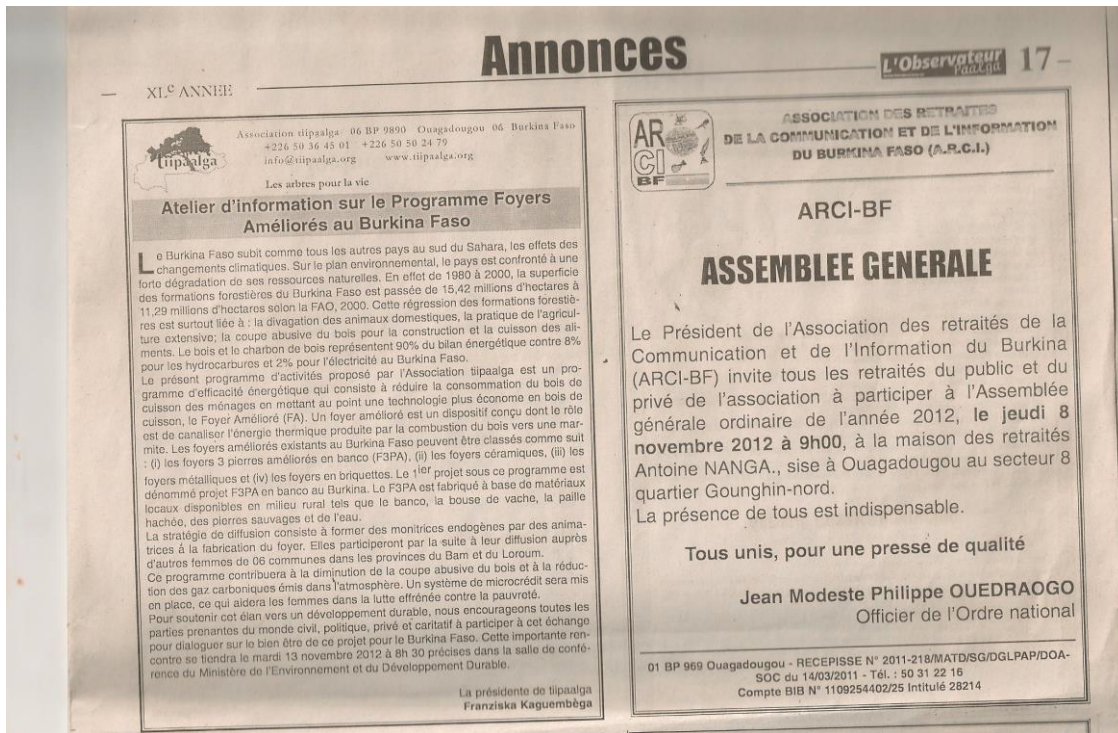 Annonces
L'Observateur
Paalga
17
XLe ANNEE
tiipaalga
Association tiipaalga 06 BP 9890 Ouagadougou 06 Burkina Faso
+226 50 36 45 01 +226 50 50 24 79
info@tiipaalga.org www.tiipaalga.org
Les arbres pour la vie
Atelier d'information sur le Programme Foyers
Améliorés au Burkina Faso
Le Burkina Faso subit comme tous les autres pays au sud du Sahara, les effets des
changements climatiques. Sur le plan environnemental, le pays est confronté à une
forte dégradation de ses ressources naturelles. En effet de 1980 à 2000, la superficie
des formations forestières du Burkina Faso est passée de 15,42 millions d'hectares à
11,29 millions d'hectares selon la FAO, 2000. Cette régression des formations forestiè-
res est surtout liée à : la divagation des animaux domestiques, la pratique de l'agricul-
ture extensive; la coupe abusive du bois pour la construction et la cuisson des ali-
ments. Le bois et le charbon de bois représentent 90% du bilan énergétique contre 8%
pour les hydrocarbures et 2% pour l'électricité au Burkina Faso.
Le présent programme d'activités proposé par l'Association tiipaalga est un pro-
gramme d'efficacité énergétique qui consiste à réduire la consommation du bois de
cuisson des ménages en mettant au point une technologie plus économe en bois de
cuisson, le Foyer Amélioré (FA). Un foyer amélioré est un dispositif conçu dont le rôle
est de canaliser l'énergie thermique produite par la combustion du bois vers une mar-
mite. Les foyers améliorés existants au Burkina Faso peuvent être classés comme suit
: (i) les foyers 3 pierres améliorés en banco (F3PA), (ii) les foyers céramiques, (iii) les
foyers métalliques et (iv) les foyers en briquettes. Le 1ier projet sous ce programme est
dénommé projet F3PA en banco au Burkina. Le F3PA est fabriqué à base de matériaux
locaux disponibles en milieu rural tels que le banco, la bouse de vache, la paille
hachée, des pierres sauvages et de l'eau.
La stratégie de diffusion consiste à former des monitrices endogènes par des anima-
trices à la fabrication du foyer. Elles participeront par la suite à leur diffusion auprès
d'autres femmes de 06 communes dans les provinces du Bam et du Loroum.
Ce programme contribuera à la diminution de la coupe abusive du bois et à la réduc-
tion des gaz carboniques émis dans l'atmosphère. Un système de microcrédit sera mis
en place, ce qui aidera les femmes dans la lutte effrénée contre la pauvreté.
Pour soutenir cet élan vers un développement durable, nous encourageons toutes les
parties prenantes du monde civil, politique, privé et caritatif à participer à cet échange
pour dialoguer sur le bien être de ce projet pour le Burkina Faso. Cette importante ren-
contre se tiendra le mardi 13 novembre 2012 à 8h 30 précises dans la salle de confé-
rence du Ministère de l'Environnement et du Développement Durable.
La présidente de tiipaalga
Franziska Kaguembèga
AR
CI
BF
ASSOCIATION DES RETRAITES
DE LA COMMUNICATION ET DE L'INFORMATION
DU BURKINA FASO (A.R.C.I.)
ARCI-BF
ASSEMBLEE GENERALE
Le Président de l'Association des retraités de la
Communication et de l'Information du Burkina
(ARCI-BF) invite tous les retraités du public et du
privé de l'association à participer à l'Assemblée
générale ordinaire de l'année 2012, le jeudi 8
novembre 2012 à 9h00, à la maison des retraités
Antoine NANGA., sise à Ouagadougou au secteur 8
quartier Gounghin-nord.
La présence de tous est indispensable.
Tous unis, pour une presse de qualité
Jean Modeste Philippe OUEDRAOGO
Officier de l'Ordre national
01 BP 969 Ouagadougou - RECEPISSE N° 2011-218/MATD/SG/DGLPAP/DOA-
SOC du 14/03/2011 - Tél. : 50 31 22 16
Compte BIB N° 1109254402/25 Intitulé 28214